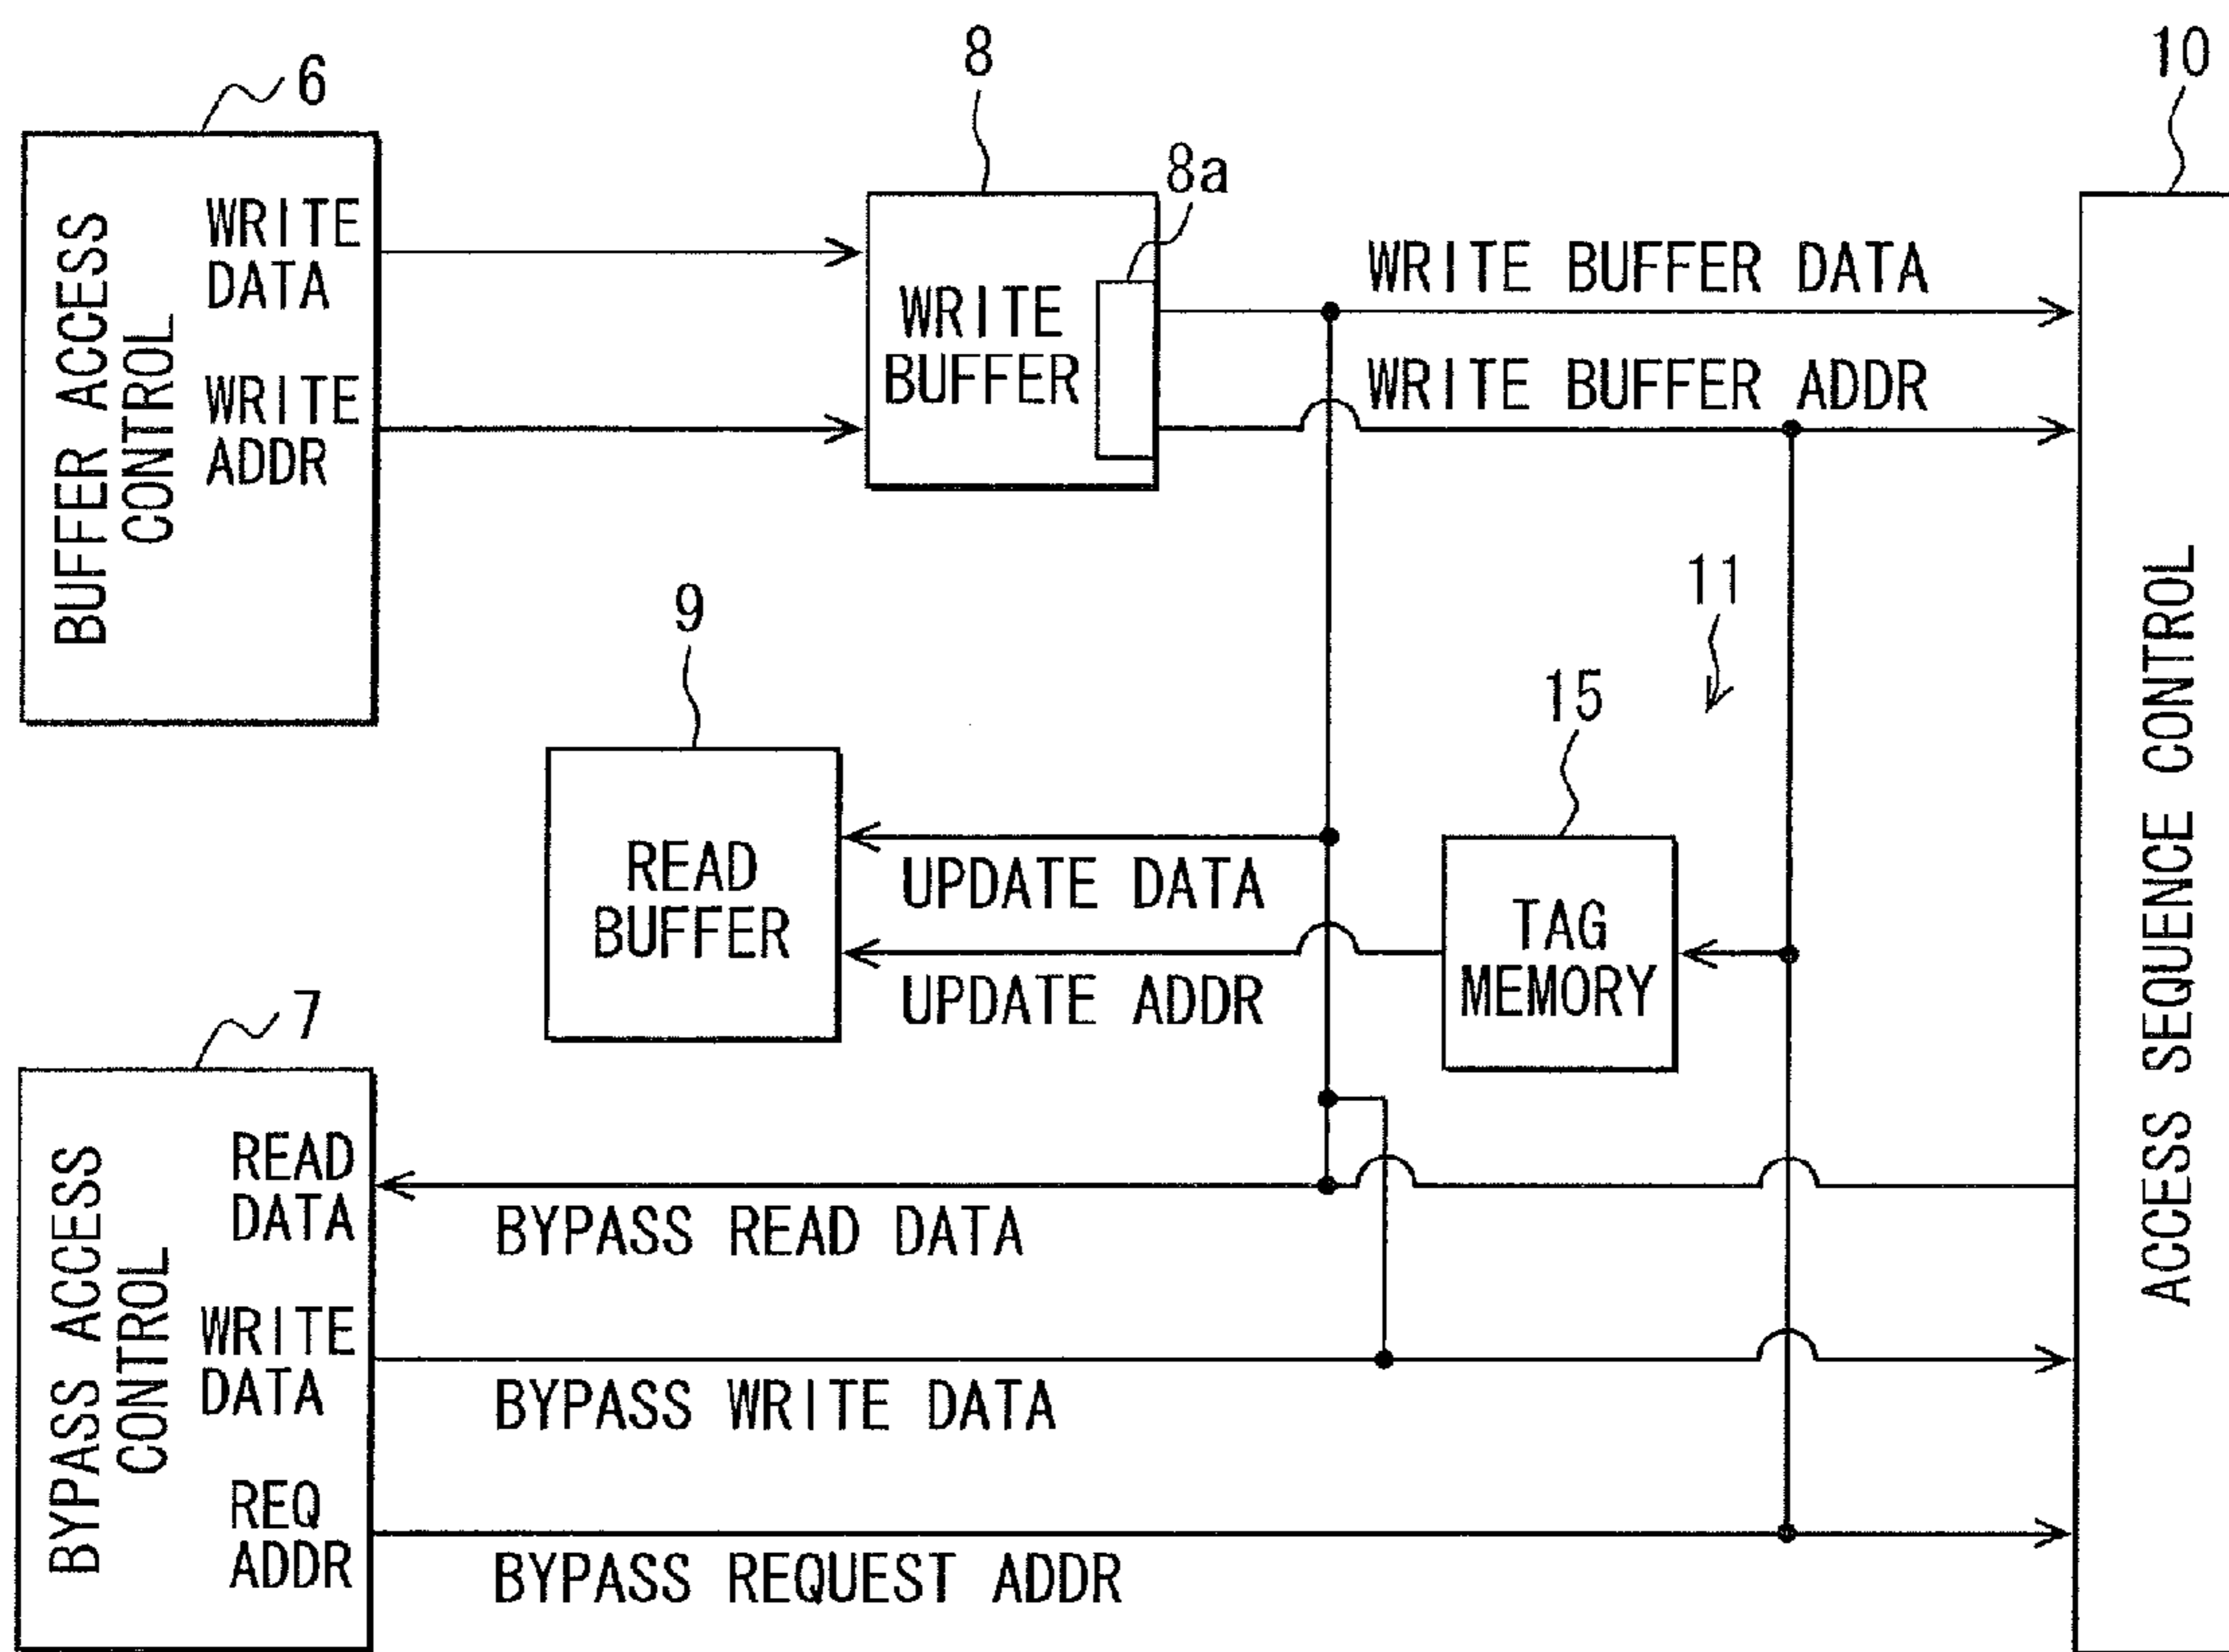 6
8
10
8a
BUFFER ACCESS
CONTROL
WRITE
DATA
WRITE
ADDR
WRITE
BUFFER
WRITE BUFFER DATA
WRITE BUFFER ADDR
11
9
15
READ
BUFFER
UPDATE DATA
UPDATE ADDR
TAG
MEMORY
ACCESS SEQUENCE CONTROL
7
BYPASS ACCESS
CONTROL
READ
DATA
BYPASS READ DATA
WRITE
DATA
BYPASS WRITE DATA
REQ
ADDR
BYPASS REQUEST ADDR